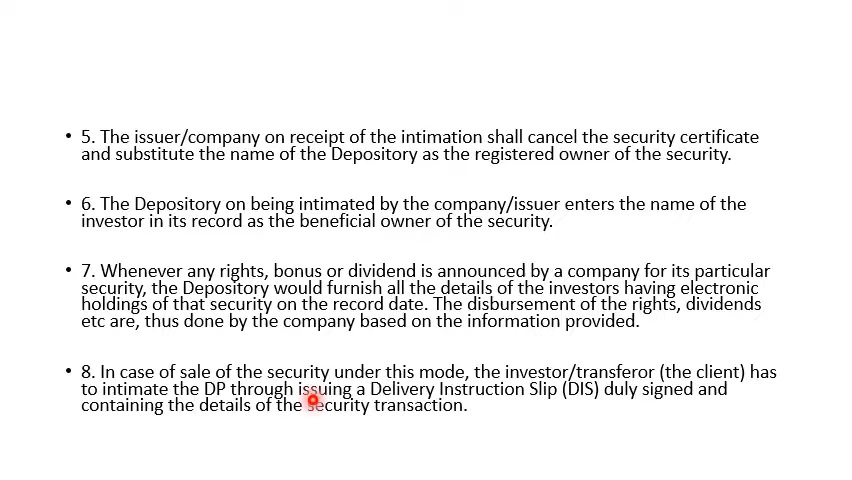 • 5. The issuer/company on receipt of the intimation shall cancel the security certificate
and substitute the name of the Depository as the registered owner of the security.
• 6. The Depository on being intimated by the company/issuer enters the name of the
investor in its record as the beneficial owner of the security.
• 7. Whenever any rights, bonus or dividend is announced by a company for its particular
security, the Depository would furnish all the details of the investors having electronic
holdings of that security on the record date. The disbursement of the rights, dividends
etc are, thus done by the company based on the information provided.
• 8. In case of sale of the security under this mode, the investor/transferor (the client) has
to intimate the DP through issuing a Delivery Instruction Slip (DIS) duly signed and
containing the details of the security transaction.